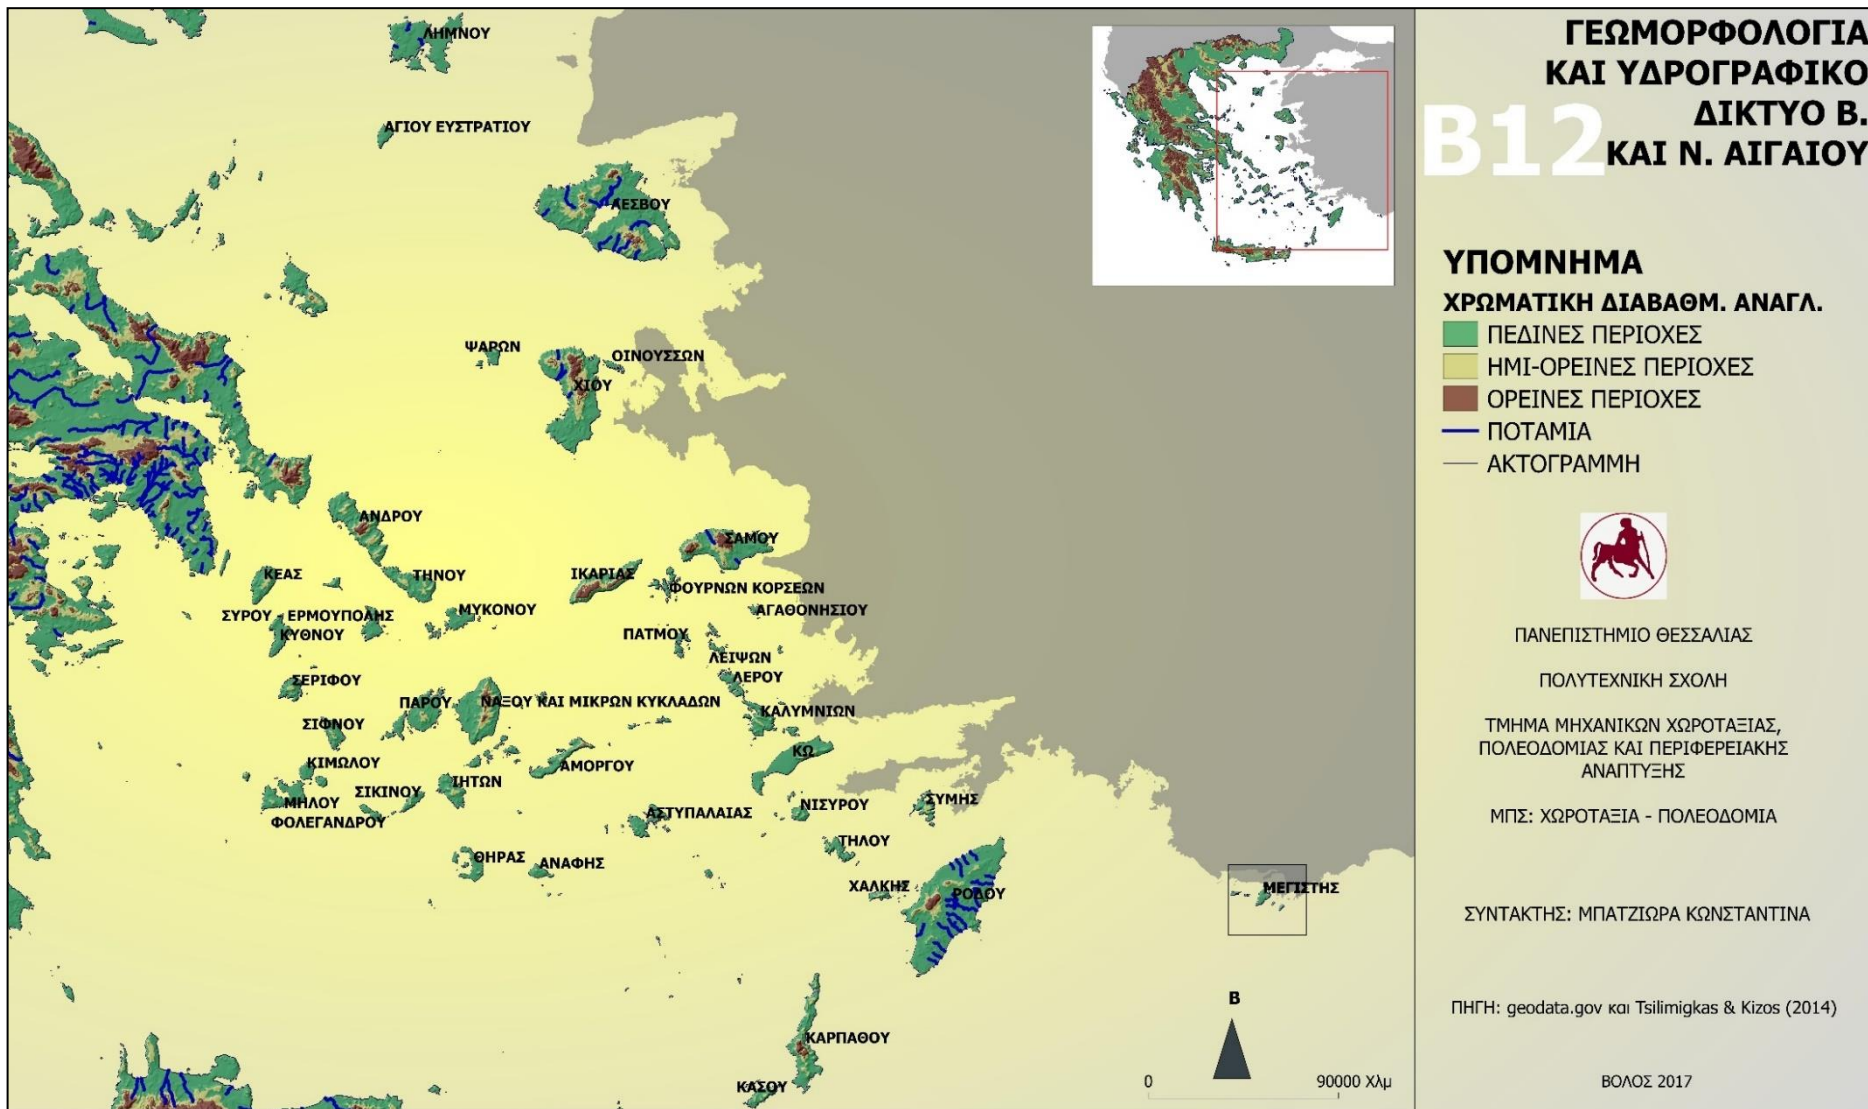 ΓΕΩΜΟΡΦΟΛΟΓΙΑ
ΚΑΙ ΥΔΡΟΓΡΑΦΙΚΟ
ΔΙΚΤΥΟ Β.
B12 ΚΑΙ Ν. ΑΙΓΑΙΟΥ
ΥΠΟΜΝΗΜΑ
ΧΡΩΜΑΤΙΚΗ ΔΙΑΒΑΘΜ. ΑΝΑΓΛ.
ΠΕΔΙΝΕΣ ΠΕΡΙΟΧΕΣ
ΗΜΙ-ΟΡΕΙΝΕΣ ΠΕΡΙΟΧΕΣ
ΟΡΕΙΝΕΣ ΠΕΡΙΟΧΕΣ
ΠΟΤΑΜΙΑ
ΑΚΤΟΓΡΑΜΜΗ
ΠΑΝΕΠΙΣΤΗΜΙΟ ΘΕΣΣΑΛΙΑΣ
ΠΟΛΥΤΕΧΝΙΚΗ ΣΧΟΛΗ
ΤΜΗΜΑ ΜΗΧΑΝΙΚΩΝ ΧΩΡΟΤΑΞΙΑΣ,
ΠΟΛΕΟΔΟΜΙΑΣ ΚΑΙ ΠΕΡΙΦΕΡΕΙΑΚΗΣ
ΑΝΑΠΤΥΞΗΣ
ΜΠΣ: ΧΩΡΟΤΑΞΙΑ - ΠΟΛΕΟΔΟΜΙΑ
ΣΥΝΤΑΚΤΗΣ: ΜΠΑΤΖΙΩΡΑ ΚΩΝΣΤΑΝΤΙΝΑ
ΠΗΓΗ: geodata.gov και Tsilimigkas & Kizos (2014)
ΒΟΛΟΣ 2017
ΛΗΜΝΟΥ
ΑΓΙΟΥ ΕΥΣΤΡΑΤΙΟΥ
ΛΕΣΒΟΥ
ΨΑΡΩΝ
ΟΙΝΟΥΣΣΩΝ
ΧΙΟΥ
ΑΝΔΡΟΥ
ΣΑΜΟΥ
ΚΕΑΣ
ΤΗΝΟΥ
ΙΚΑΡΙΑΣ
ΦΟΥΡΝΩΝ ΚΟΡΣΕΩΝ
ΣΥΡΟΥ - ΕΡΜΟΥΠΟΛΗΣ
ΜΥΚΟΝΟΥ
ΑΓΑΘΟΝΗΣΙΟΥ
ΚΥΘΝΟΥ
ΠΑΤΜΟΥ
ΛΕΙΨΩΝ
ΣΕΡΙΦΟΥ
ΛΕΡΟΥ
ΠΑΡΟΥ
ΝΑΞΟΥ ΚΑΙ ΜΙΚΡΩΝ ΚΥΚΛΑΔΩΝ
ΚΑΛΥΜΝΙΩΝ
ΣΙΦΝΟΥ
ΚΩ
ΚΙΜΩΛΟΥ
ΑΜΟΡΓΟΥ
ΙΗΤΩΝ
ΣΙΚΙΝΟΥ
ΜΗΛΟΥ
ΦΟΛΕΓΑΝΔΡΟΥ
ΑΣΤΥΠΑΛΑΙΑΣ
ΝΙΣΥΡΟΥ
ΣΥΜΗΣ
ΤΗΛΟΥ
ΘΗΡΑΣ
ΑΝΑΦΗΣ
ΧΑΛΚΗΣ
ΡΟΔΟΥ
ΜΕΓΙΣΤΗΣ
ΚΑΡΠΑΘΟΥ
ΚΑΣΟΥ
Β
0 90000 Χλμ